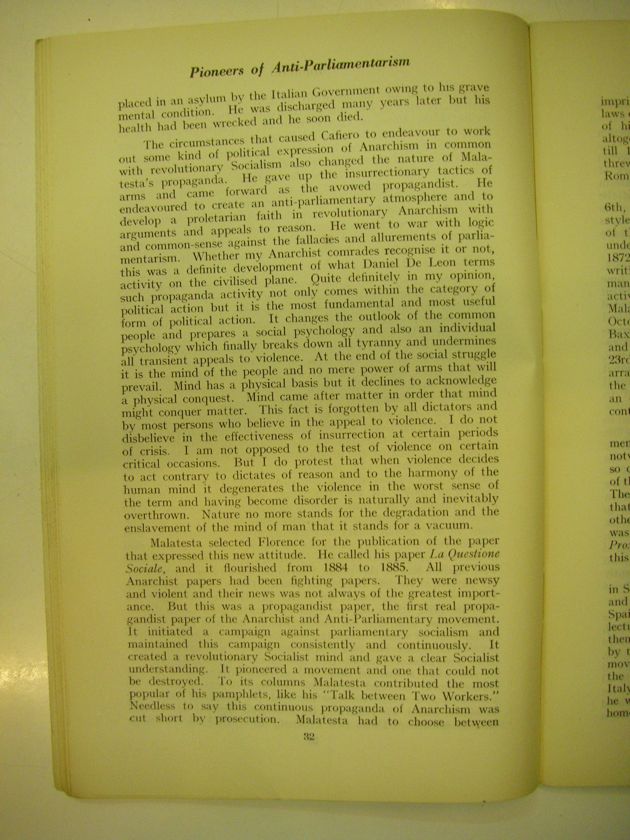 Pioneers of Anti-Parliamentarism
placed in an asylum by the Italian Government owing to his grave
mental condition. He was discharged many years later but his
health had been wrecked and he soon died.
The circumstances that caused Cafiero to endeavour to work
out some kind of political expression of Anarchism in common
with revolutionary Socialism also changed the nature of Mala-
testa's propaganda. He gave up the insurrectionary tactics of
arms and came forward as the avowed propagandist. He
endeavoured to create an anti-parliamentary atmosphere and to
develop a proletarian faith in revolutionary Anarchism with
arguments and appeals to reason. He went to war with logic
and common-sense against the fallacies and allurements of parlia-
mentarism. Whether my Anarchist comrades recognise it or not,
this was a definite development of what Daniel De Leon terms
activity on the civilised plane. Quite definitely in my opinion,
such propaganda activity not only comes within the category of
political action but it is the most fundamental and most useful
form of political action. It changes the outlook of the common
people and prepares a social psychology and also an individual
psychology which finally breaks down all tyranny and undermines
all transient appeals to violence. At the end of the social struggle
it is the mind of the people and no mere power of arms that will
prevail. Mind has a physical basis but it declines to acknowledge
a physical conquest. Mind came after matter in order that mind
might conquer matter. This fact is forgotten by all dictators and
by most persons who believe in the appeal to violence. I do not
disbelieve in the effectiveness of insurrection at certain periods
of crisis. I am not opposed to the test of violence on certain
critical occasions. But I do protest that when violence decides
to act contrary to dictates of reason and to the harmony of the
human mind it degenerates the violence in the worst sense of
the term and having become disorder is naturally and inevitably
overthrown. Nature no more stands for the degradation and the
enslavement of the mind of man that it stands for a vacuum.
Malatesta selected Florence for the publication of the paper
that expressed this new attitude. He called his paper La Questione
Sociale, and it flourished from 1884 to 1885. All previous
Anarchist papers had been fighting papers. They were newsy
and violent and their news was not always of the greatest import-
ance. But this was a propagandist paper, the first real propa-
gandist paper of the Anarchist and Anti-Parliamentary movement.
It initiated a campaign against parliamentary socialism and
maintained this campaign consistently and continuously. It
created a revolutionary Socialist mind and gave a clear Socialist
understanding. It pioneered a movement and one that could not
be destroyed. To its columns Malatesta contributed the most
popular of his pamphlets, like his "Talk between Two Workers."
Needless to say this continuous propaganda of Anarchism was
cut short by prosecution. Malatesta had to choose between
32